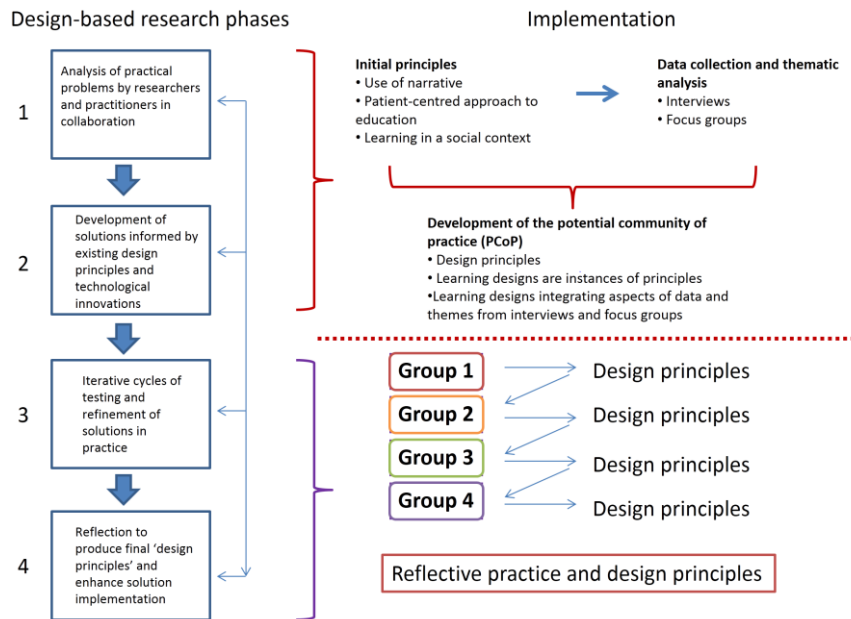 Design-based research phases
Implementation
1
Analysis of practical
problems by researchers
and practitioners in
collaboration
2
Development of
solutions informed by
existing design
principles and
technological
innovations
3
Iterative cycles of
testing and
refinement of
solutions in
practice
4
Reflection to
produce final ‘design
principles’ and
enhance solution
implementation
Initial principles
• Use of narrative
• Patient-centred approach to
education
• Learning in a social context
Data collection and thematic
analysis
• Interviews
• Focus groups
Development of the potential community of
practice (PCoP)
• Design principles
• Learning designs are instances of principles
•Learning designs integrating aspects of data and
themes from interviews and focus groups
Group 1
Design principles
Group 2
Design principles
Group 3
Design principles
Group 4
Design principles
Reflective practice and design principles